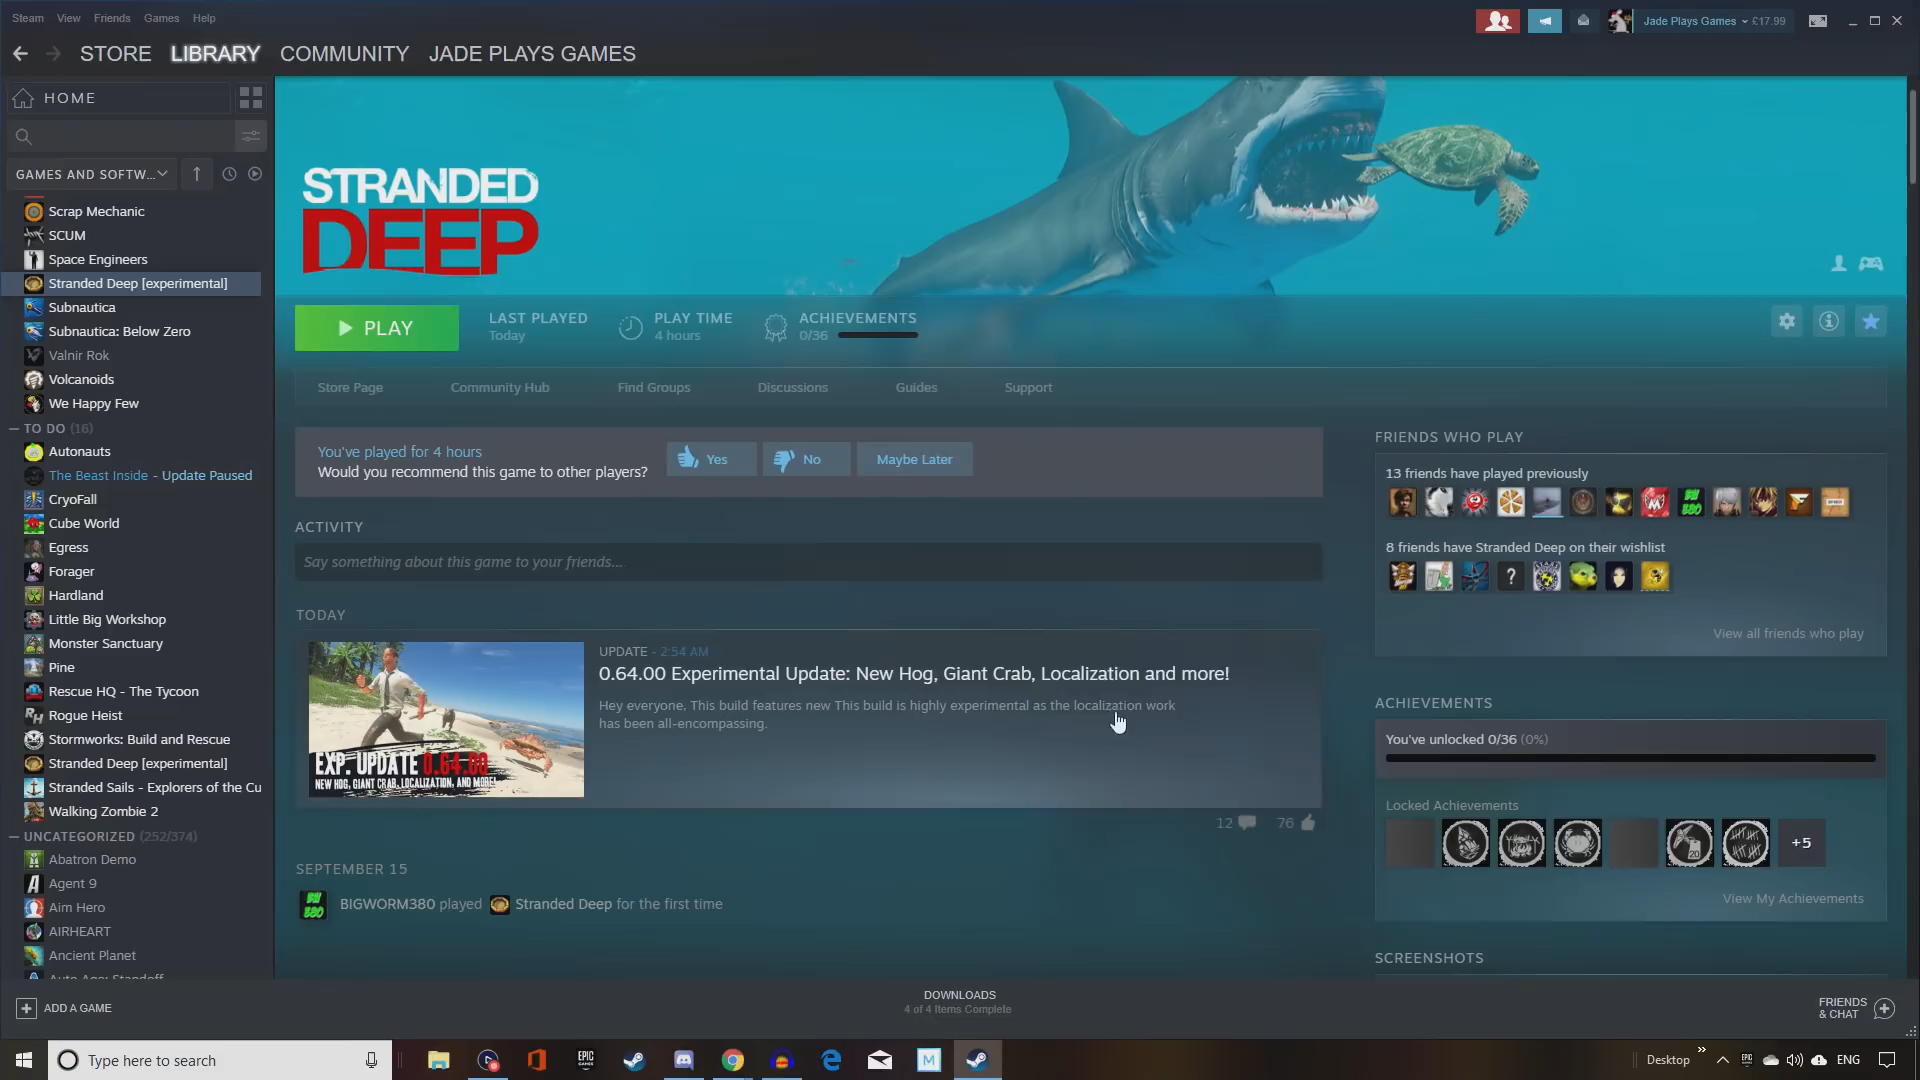 Steam View Friends Games Help
Jade Plays Games £17.99
STORE LIBRARY COMMUNITY JADE PLAYS GAMES
HOME
GAMES AND SOFTW...
Scrap Mechanic
SCUM
Space Engineers
Stranded Deep [experimental]
Subnautica
Subnautica: Below Zero
Valnir Rok
Volcanoids
We Happy Few
TO DO (16)
Autonauts
The Beast Inside - Update Paused
CryoFall
Cube World
Egress
Forager
Hardland
Little Big Workshop
Monster Sanctuary
Pine
Rescue HQ - The Tycoon
Rogue Heist
Stormworks: Build and Rescue
Stranded Deep [experimental]
Stranded Sails - Explorers of the Cu
Walking Zombie 2
UNCATEGORIZED (252/374)
Abatron Demo
Agent 9
Aim Hero
AIRHEART
Ancient Planet
Auto Age: Standoff
STRANDED
DEEP
PLAY
LAST PLAYED
Today
PLAY TIME
4 hours
ACHIEVEMENTS
0/36
Store Page Community Hub Find Groups Discussions Guides Support
You've played for 4 hours
Would you recommend this game to other players?
Yes No Maybe Later
ACTIVITY
Say something about this game to your friends...
TODAY
EXP. UPDATE 0.64.00
NEW HOG, GIANT CRAB, LOCALIZATION, AND MORE!
UPDATE - 2:54 AM
0.64.00 Experimental Update: New Hog, Giant Crab, Localization and more!
Hey everyone, This build features new This build is highly experimental as the localization work
has been all-encompassing.
12 76
SEPTEMBER 15
BIGWORM380 played Stranded Deep for the first time
FRIENDS WHO PLAY
13 friends have played previously
8 friends have Stranded Deep on their wishlist
?
View all friends who play
ACHIEVEMENTS
You've unlocked 0/36 (0%)
Locked Achievements
20
+5
View My Achievements
SCREENSHOTS
ADD A GAME
DOWNLOADS
4 of 4 Items Complete
FRIENDS
& CHAT
Type here to search
EPIC
GAMES
M
Desktop
ENG